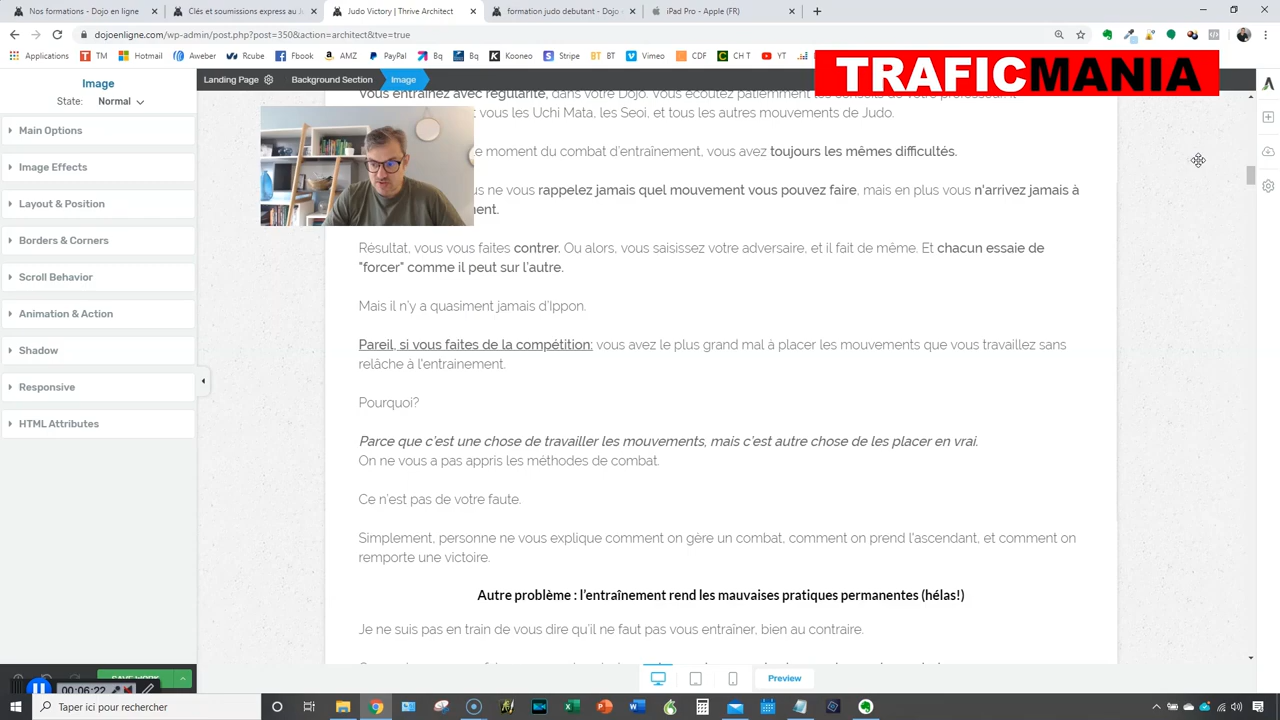 Nos formations - Dojo en ligne
Clés et soumissions express au J
Judo Victory | Thrive Architect
formation judo debutant - Dojo
iPad Pro - Apple (FR)
dojoenligne.com/wp-admin/post.php?post=350&action=architect&tve=true
Applications TM Hotmail Aweber Rcube Ebook AMZ PayPal Bq Bq Kooneo Stripe BT BT Vimeo CDF CH T YT
TRAFICMANIA
Image
State: Normal
Main Options
Image Effects
Layout & Position
Borders & Corners
Scroll Behavior
Animation & Action
Shadow
Responsive
HTML Attributes
Landing Page Background Section Image
Vous entraînez avec régularité, dans votre Dojo. Vous écoutez patiemment les conseils de votre professeur.
vous les Uchi Mata, les Seoi, et tous les autres mouvements de Judo.
e moment du combat d'entraînement, vous avez toujours les mêmes difficultés.
us ne vous rappelez jamais quel mouvement vous pouvez faire, mais en plus vous n'arrivez jamais à
ent.
Résultat, vous vous faites contrer. Ou alors, vous saisissez votre adversaire, et il fait de même. Et chacun essaie de
"forcer" comme il peut sur l'autre.
Mais il n'y a quasiment jamais d'Ippon.
Pareil, si vous faites de la compétition: vous avez le plus grand mal à placer les mouvements que vous travaillez sans
relâche à l'entrainement.
Pourquoi?
Parce que c'est une chose de travailler les mouvements, mais c'est autre chose de les placer en vrai.
On ne vous a pas appris les méthodes de combat.
Ce n'est pas de votre faute.
Simplement, personne ne vous explique comment on gère un combat, comment on prend l'ascendant, et comment on
remporte une victoire.
Autre problème : l'entraînement rend les mauvaises pratiques permanentes (hélas!)
Je ne suis pas en train de vous dire qu'il ne faut pas vous entraîner, bien au contraire.
SAVE WORK
Preview
00:06:22
Taper ici pour rechercher